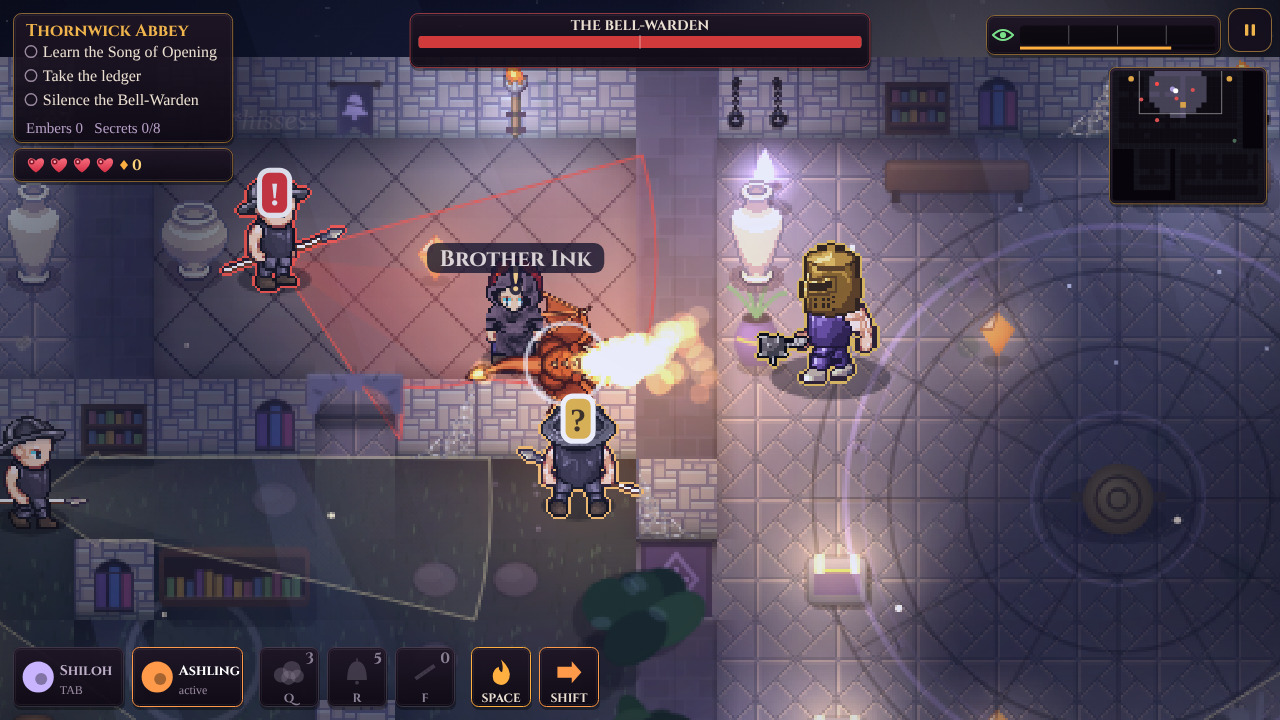 THORNWICK ABBEY
Learn the Song of Opening
Take the ledger
Silence the Bell-Warden
Embers 0 Secrets 0/8
0
THE BELL-WARDEN
!
BROTHER INK
?
SHILOH
TAB
ASHLING
active
3
Q
5
R
0
F
SPACE
SHIFT